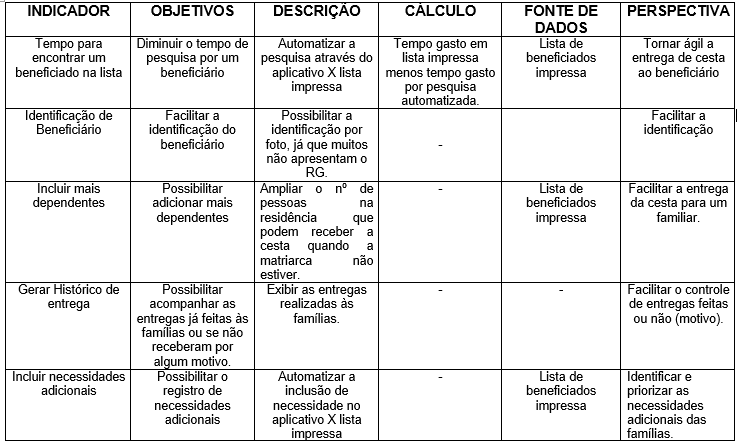 INDICADOR
OBJETIVOS
DESCRIÇÃO
CÁLCULO
FONTE DE
DADOS
PERSPECTIVA
Tempo para
encontrar um
beneficiado na lista
Diminuir o tempo de
pesquisa por um
beneficiário
Automatizar a
pesquisa através do
aplicativo X lista
impressa
Tempo gasto em
lista impressa
menos tempo gasto
por pesquisa
automatizada.
Lista de
beneficiados
impressa
Tornar ágil a
entrega de cesta
ao beneficiário
Identificação de
Beneficiário
Facilitar a
identificação do
beneficiário
Possibilitar a
identificação por
foto, já que muitos
não apresentam o
RG.
-
Facilitar a
identificação
Incluir mais
dependentes
Possibilitar
adicionar mais
dependentes
Ampliar o nº de
pessoas na
residência que
podem receber a
cesta quando a
matriarca não
estiver.
-
Lista de
beneficiados
impressa
Facilitar a entrega
da cesta para um
familiar.
Gerar Histórico de
entrega
Possibilitar
acompanhar as
entregas já feitas às
famílias ou se não
receberam por
algum motivo.
Exibir as entregas
realizadas às
famílias.
-
-
Facilitar o controle
de entregas feitas
ou não (motivo).
Incluir necessidades
adicionais
Possibilitar o
registro de
necessidades
adicionais
Automatizar a
inclusão de
necessidade no
aplicativo X lista
impressa
-
Lista de
beneficiados
impressa
Identificar e
priorizar as
necessidades
adicionais das
famílias.